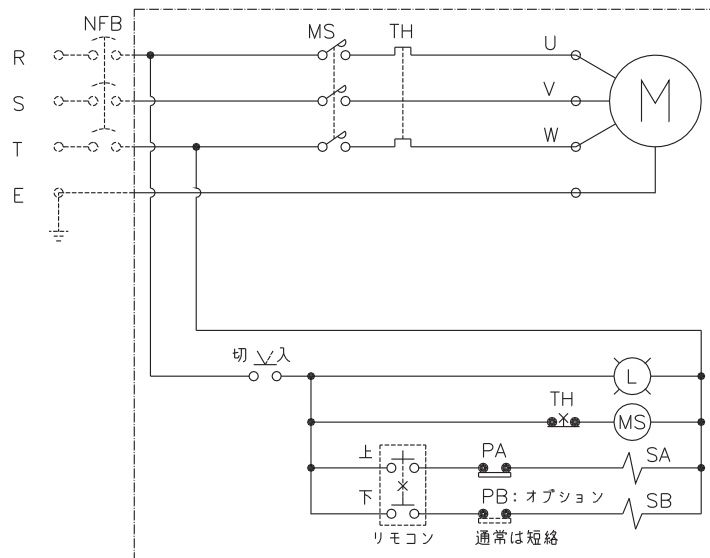 NFB
MS TH
R U
S V
T W
M
E
切 入
L
TH
MS
上 PA SA
下 PB:オプション SB
リモコン 通常は短絡